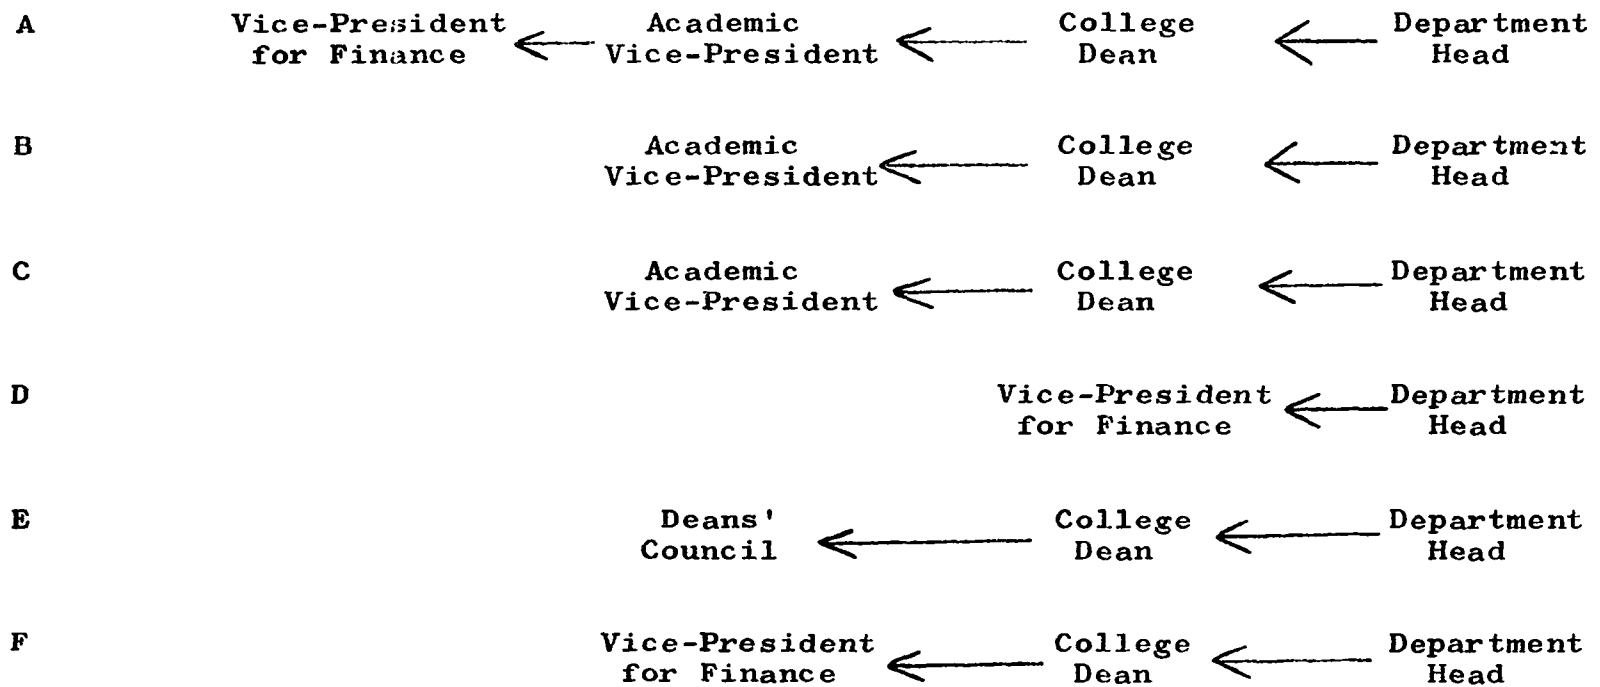 A Vice-President Academic College Department
for Finance Vice-President Dean Head
B Academic College Department
Vice-President Dean Head
C Academic College Department
Vice-President Dean Head
D Vice-President Department
for Finance Head
E Deans' College Department
Council Dean Head
F Vice-President College Department
for Finance Dean Head